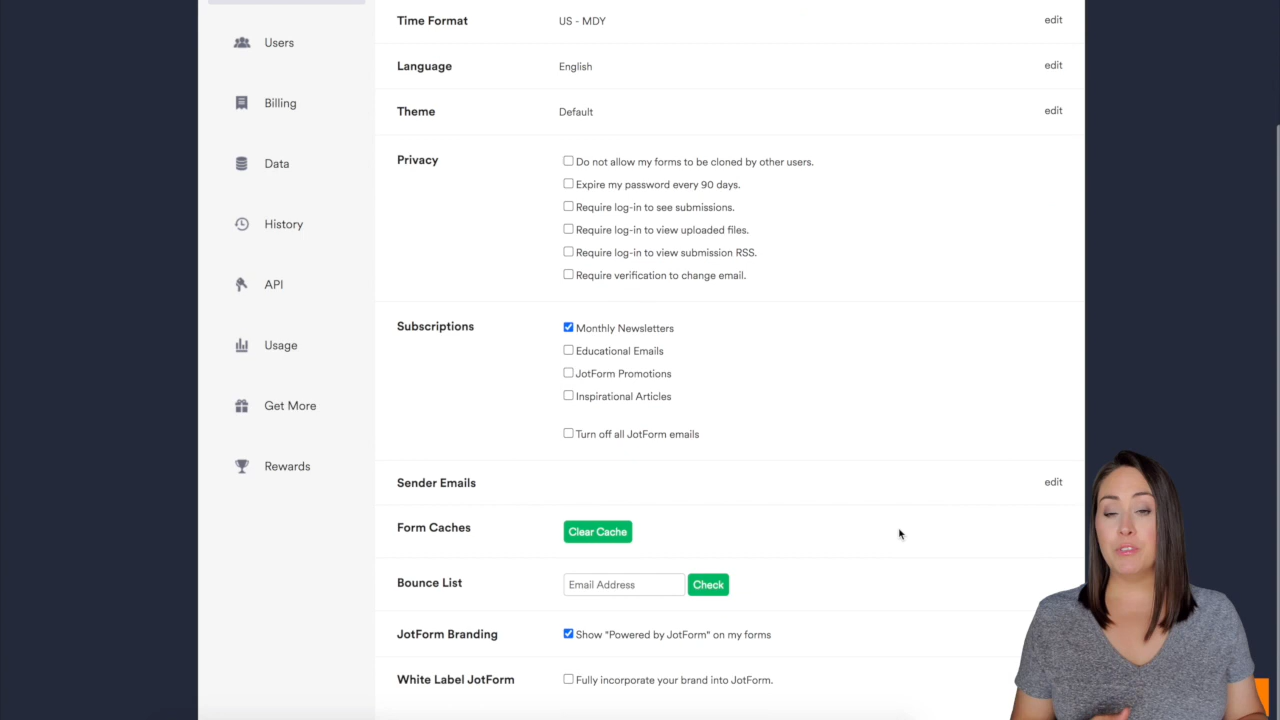 Time Format
US - MDY
edit
Users
Language
English
edit
Billing
Theme
Default
edit
Data
Privacy
Do not allow my forms to be cloned by other users.
Expire my password every 90 days.
Require log-in to see submissions.
Require log-in to view uploaded files.
Require log-in to view submission RSS.
Require verification to change email.
History
API
Subscriptions
Monthly Newsletters
Educational Emails
JotForm Promotions
Inspirational Articles
Turn off all JotForm emails
Usage
Get More
Rewards
Sender Emails
edit
Form Caches
Clear Cache
Bounce List
Email Address
Check
JotForm Branding
Show "Powered by JotForm" on my forms
White Label JotForm
Fully incorporate your brand into JotForm.